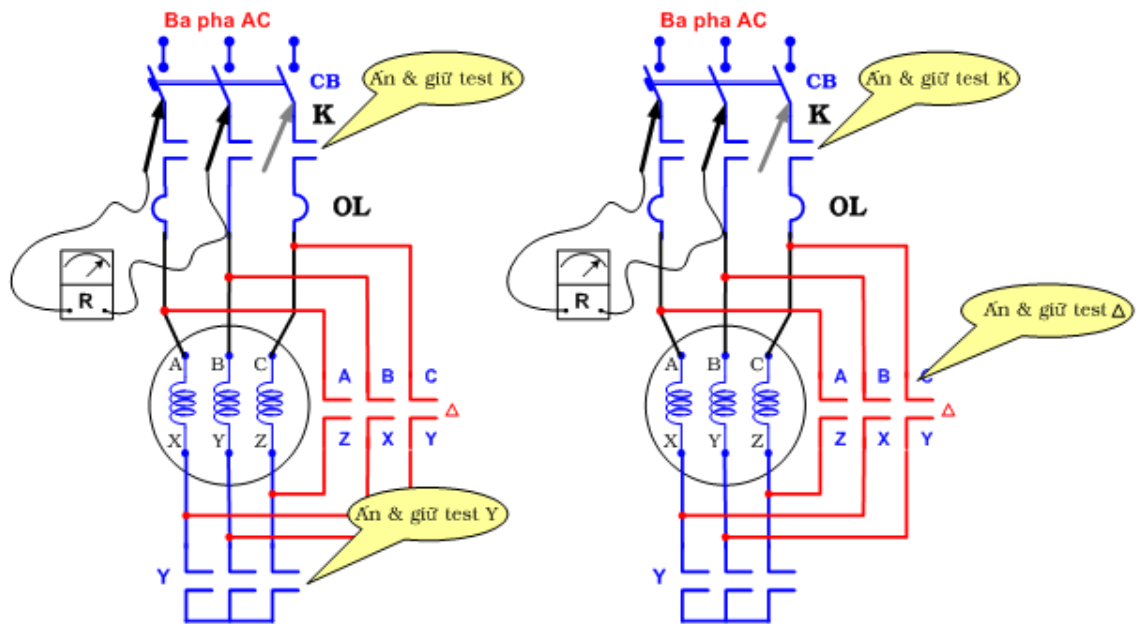 Ba pha AC
CB
Ấn & giữ test K
K
OL
R
A B C
A B C
Δ
X Y Z
Z X Y
Ấn & giữ test Y
Y
Ba pha AC
CB
Ấn & giữ test K
K
OL
R
Ấn & giữ test Δ
A B C
A B C
Δ
X Y Z
Z X Y
Y